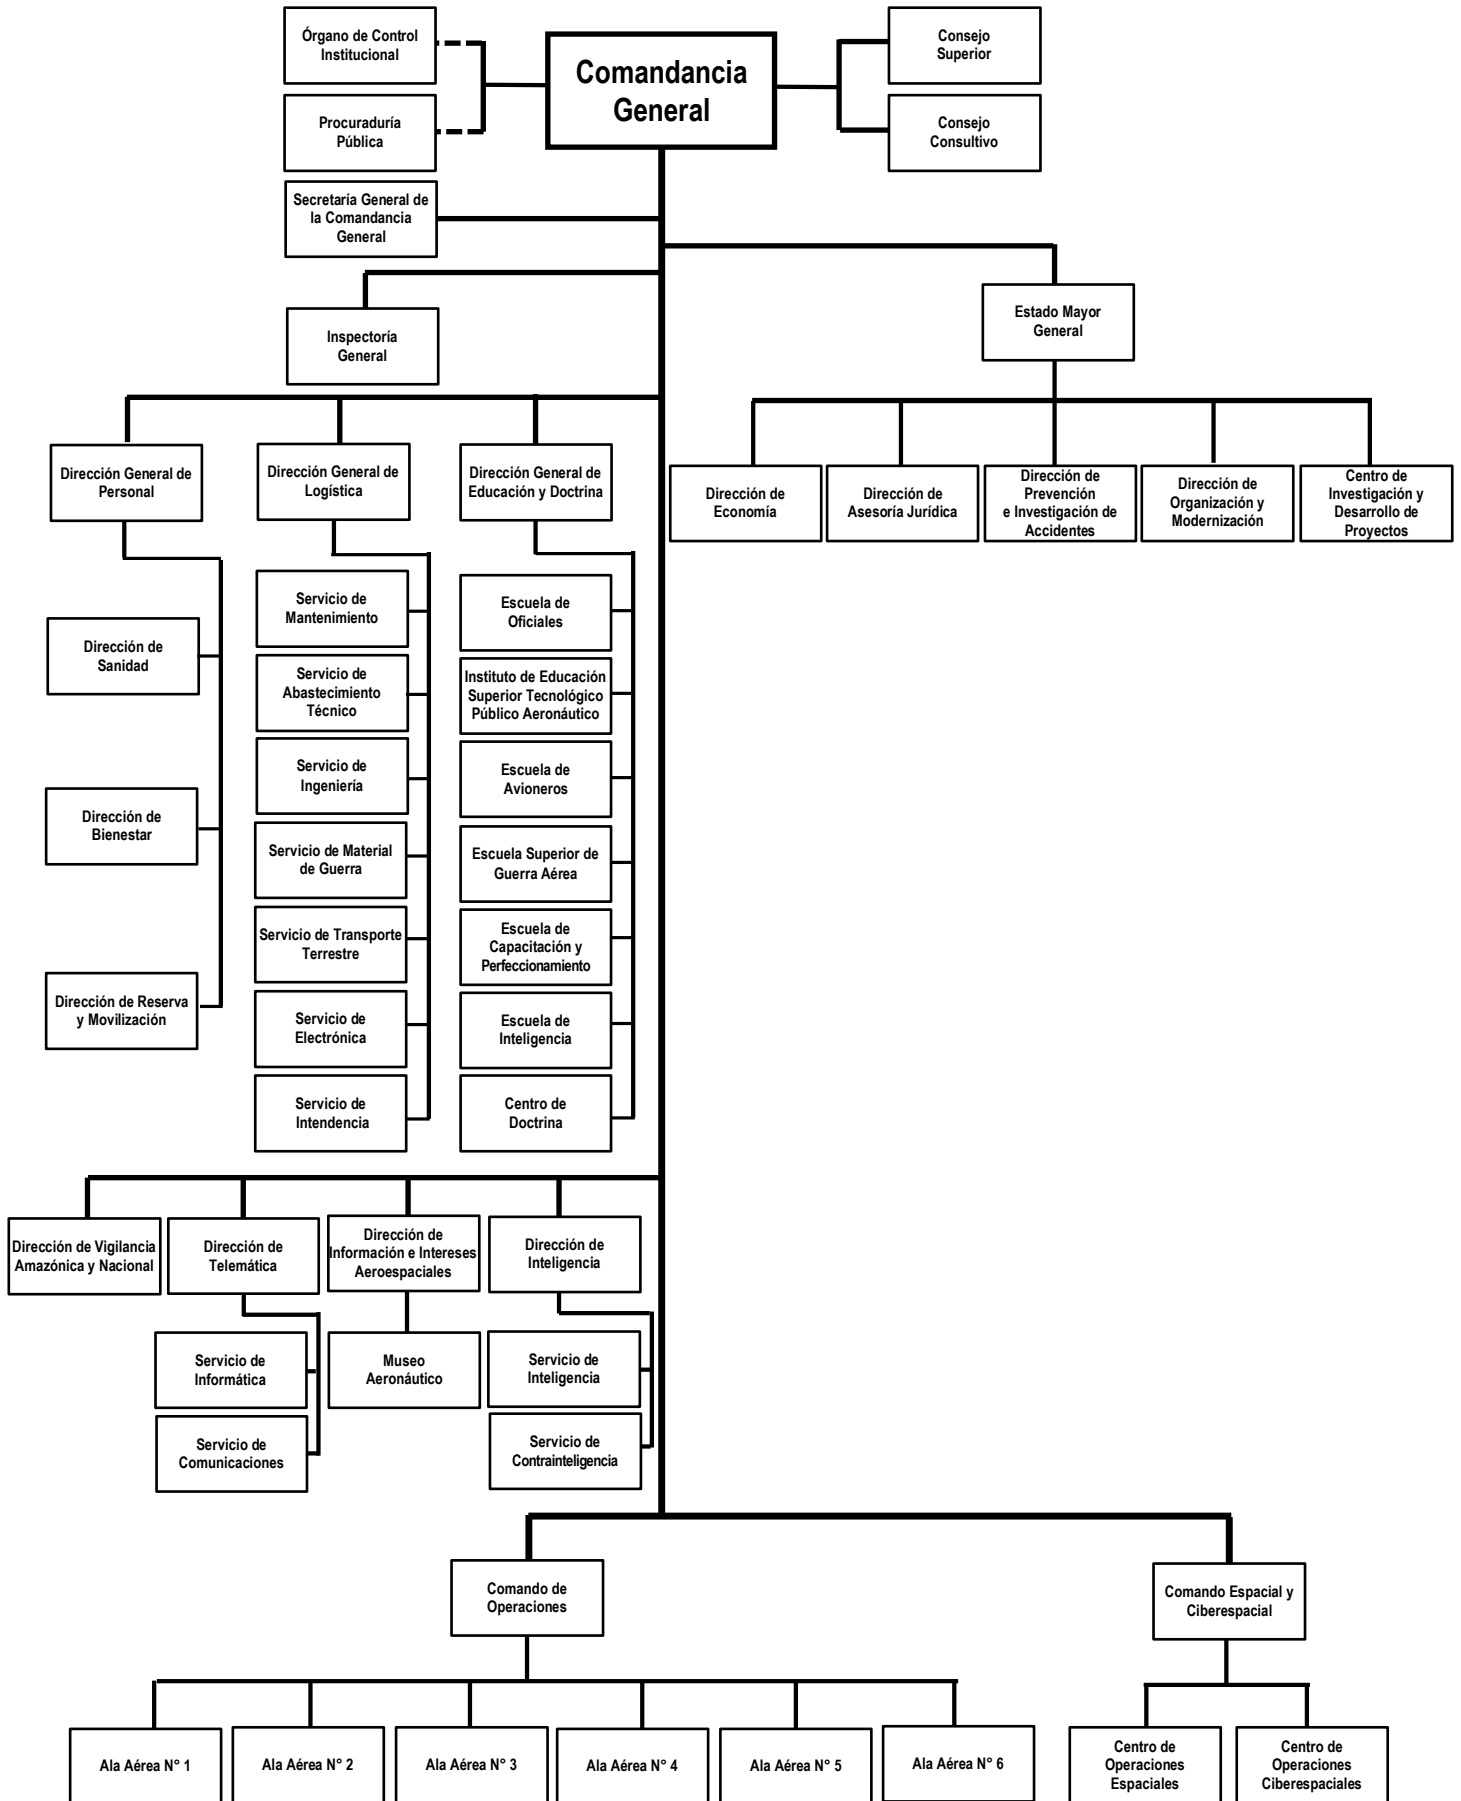 Órgano de Control
Institucional
Comandancia
General
Consejo
Superior
Procuraduría
Pública
Consejo
Consultivo
Secretaría General de
la Comandancia
General
Inspectoría
General
Estado Mayor
General
Dirección General de
Personal
Dirección General de
Logística
Dirección General de
Educación y Doctrina
Dirección de
Economía
Dirección de
Asesoría Jurídica
Dirección de
Prevención
e Investigación de
Accidentes
Dirección de
Organización y
Modernización
Centro de
Investigación y
Desarrollo de
Proyectos
Dirección de
Sanidad
Dirección de
Bienestar
Dirección de Reserva
y Movilización
Servicio de
Mantenimiento
Servicio de
Abastecimiento
Técnico
Servicio de
Ingeniería
Servicio de Material
de Guerra
Servicio de Transporte
Terrestre
Servicio de
Electrónica
Servicio de
Intendencia
Escuela de
Oficiales
Instituto de Educación
Superior Tecnológico
Público Aeronáutico
Escuela de
Avioneros
Escuela Superior de
Guerra Aérea
Escuela de
Capacitación y
Perfeccionamiento
Escuela de
Inteligencia
Centro de
Doctrina
Dirección de Vigilancia
Amazónica y Nacional
Dirección de
Telemática
Dirección de
Información e Intereses
Aeroespaciales
Dirección de
Inteligencia
Servicio de
Informática
Servicio de
Comunicaciones
Museo
Aeronáutico
Servicio de
Inteligencia
Servicio de
Contrainteligencia
Comando de
Operaciones
Comando Espacial y
Ciberespacial
Ala Aérea N° 1
Ala Aérea N° 2
Ala Aérea N° 3
Ala Aérea N° 4
Ala Aérea N° 5
Ala Aérea N° 6
Centro de
Operaciones
Espaciales
Centro de
Operaciones
Ciberespaciales